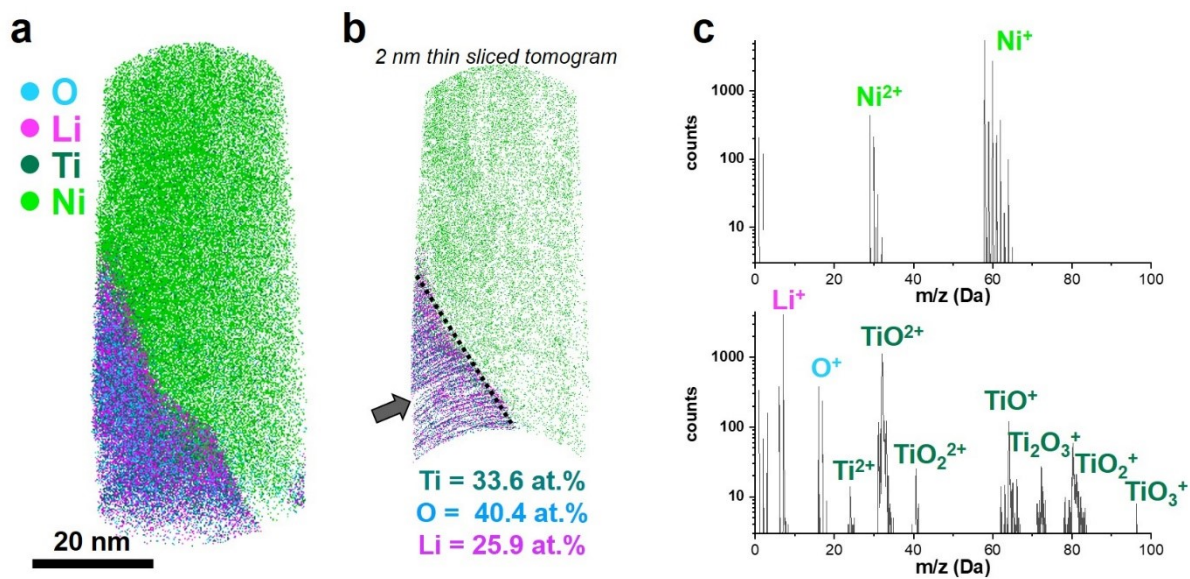 a
O
Li
Ti
Ni
20 nm
b
2 nm thin sliced tomogram
Ti = 33.6 at.%
O = 40.4 at.%
Li = 25.9 at.%
c
counts
1000
100
10
Ni²⁺
Ni⁺
0 20 40 60 80 100
m/z (Da)
counts
1000
100
10
Li⁺
O⁺
Ti²⁺
TiO²⁺
TiO₂²⁺
TiO⁺
Ti₂O₃⁺
TiO₂⁺
TiO₃⁺
0 20 40 60 80 100
m/z (Da)